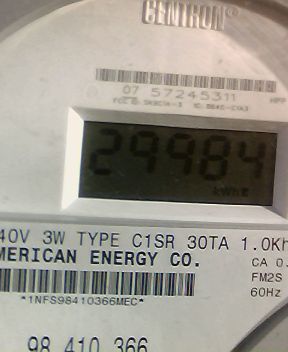 CENTRON®
07 57245311
29984
kWh
40V 3W TYPE C1SR 30TA 1.0Kh
MERICAN ENERGY CO.
CA 0.
FM2S
60Hz
*1NFS98410366MEC*
98 410 366